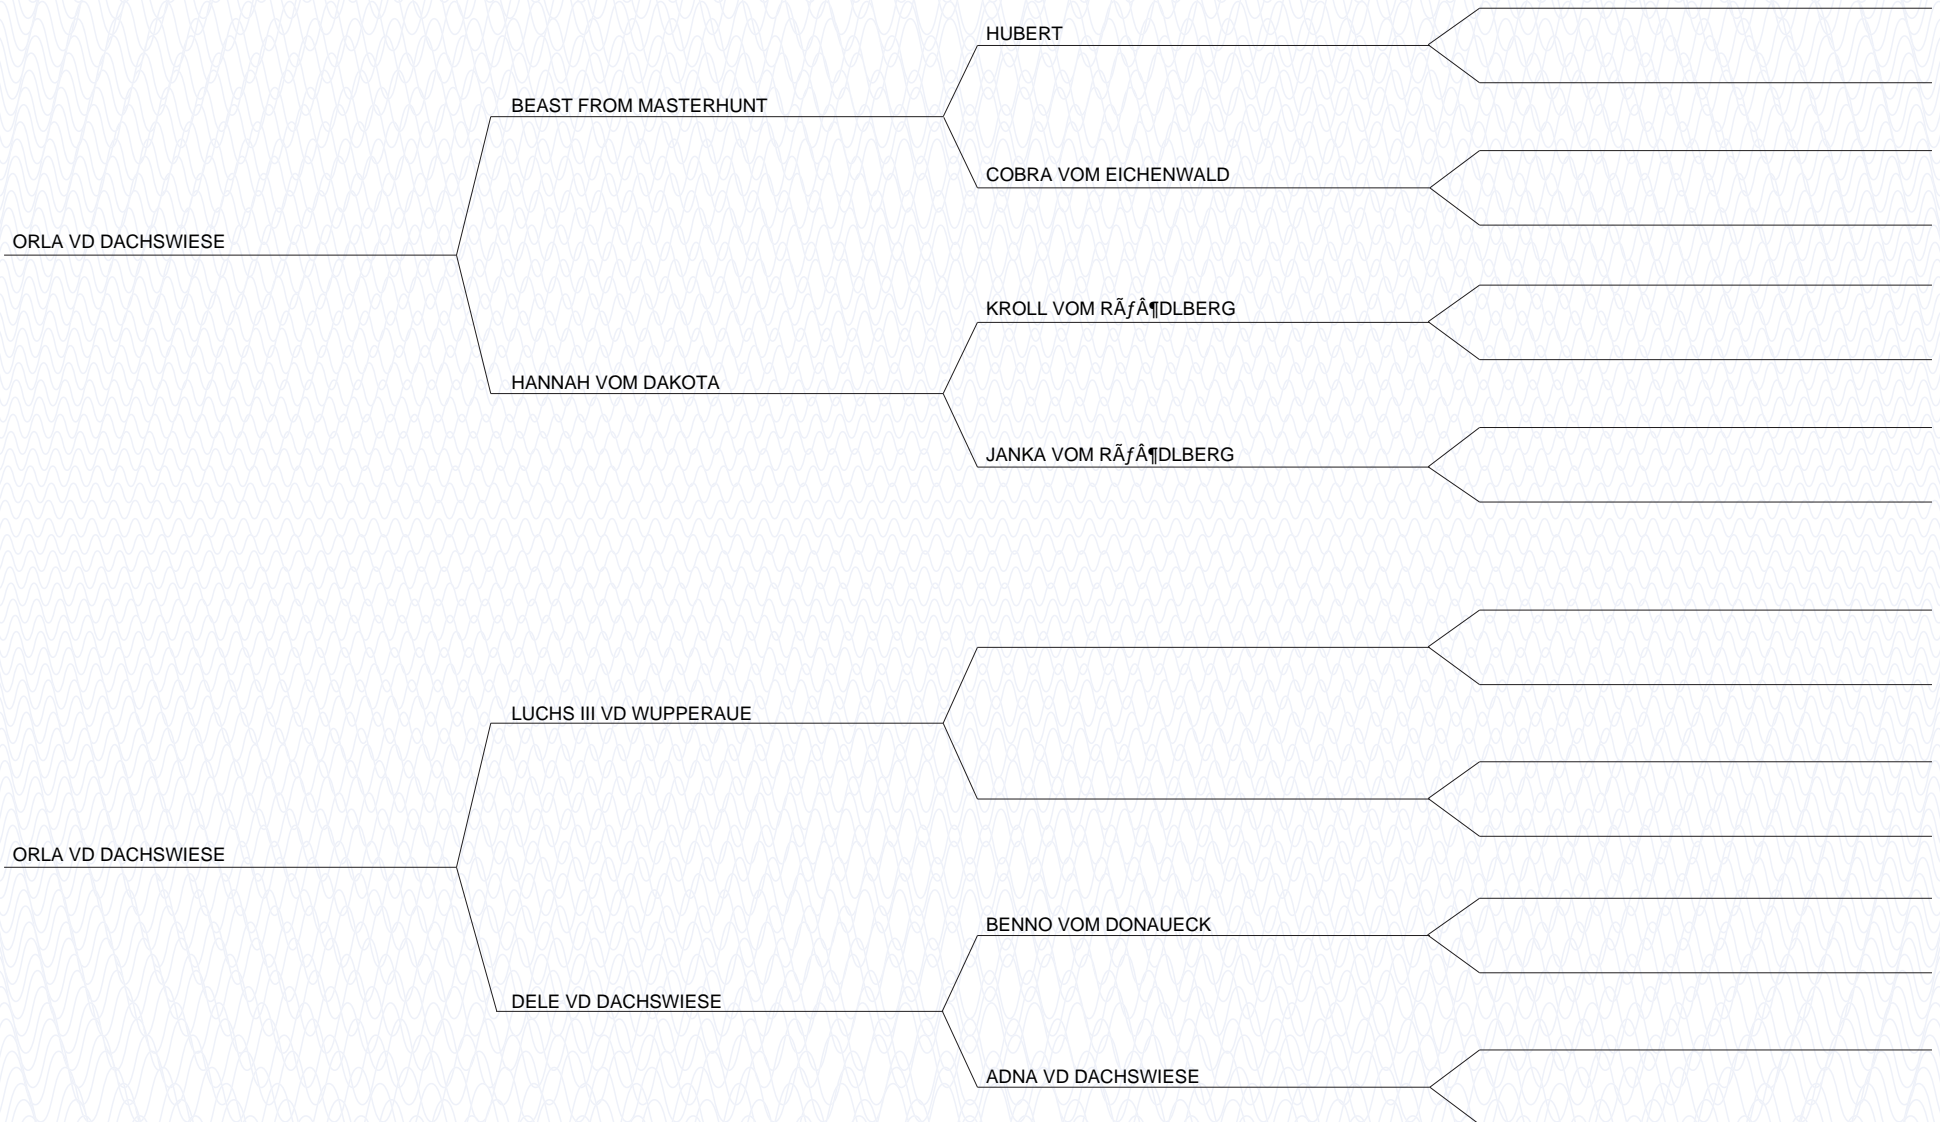 HUBERT
BEAST FROM MASTERHUNT
COBRA VOM EICHENWALD
ORLA VD DACHSWIESE
KROLL VOM RÃƒÂ¶DLBERG
HANNAH VOM DAKOTA
JANKA VOM RÃƒÂ¶DLBERG
LUCHS III VD WUPPERAUE
ORLA VD DACHSWIESE
BENNO VOM DONAUECK
DELE VD DACHSWIESE
ADNA VD DACHSWIESE